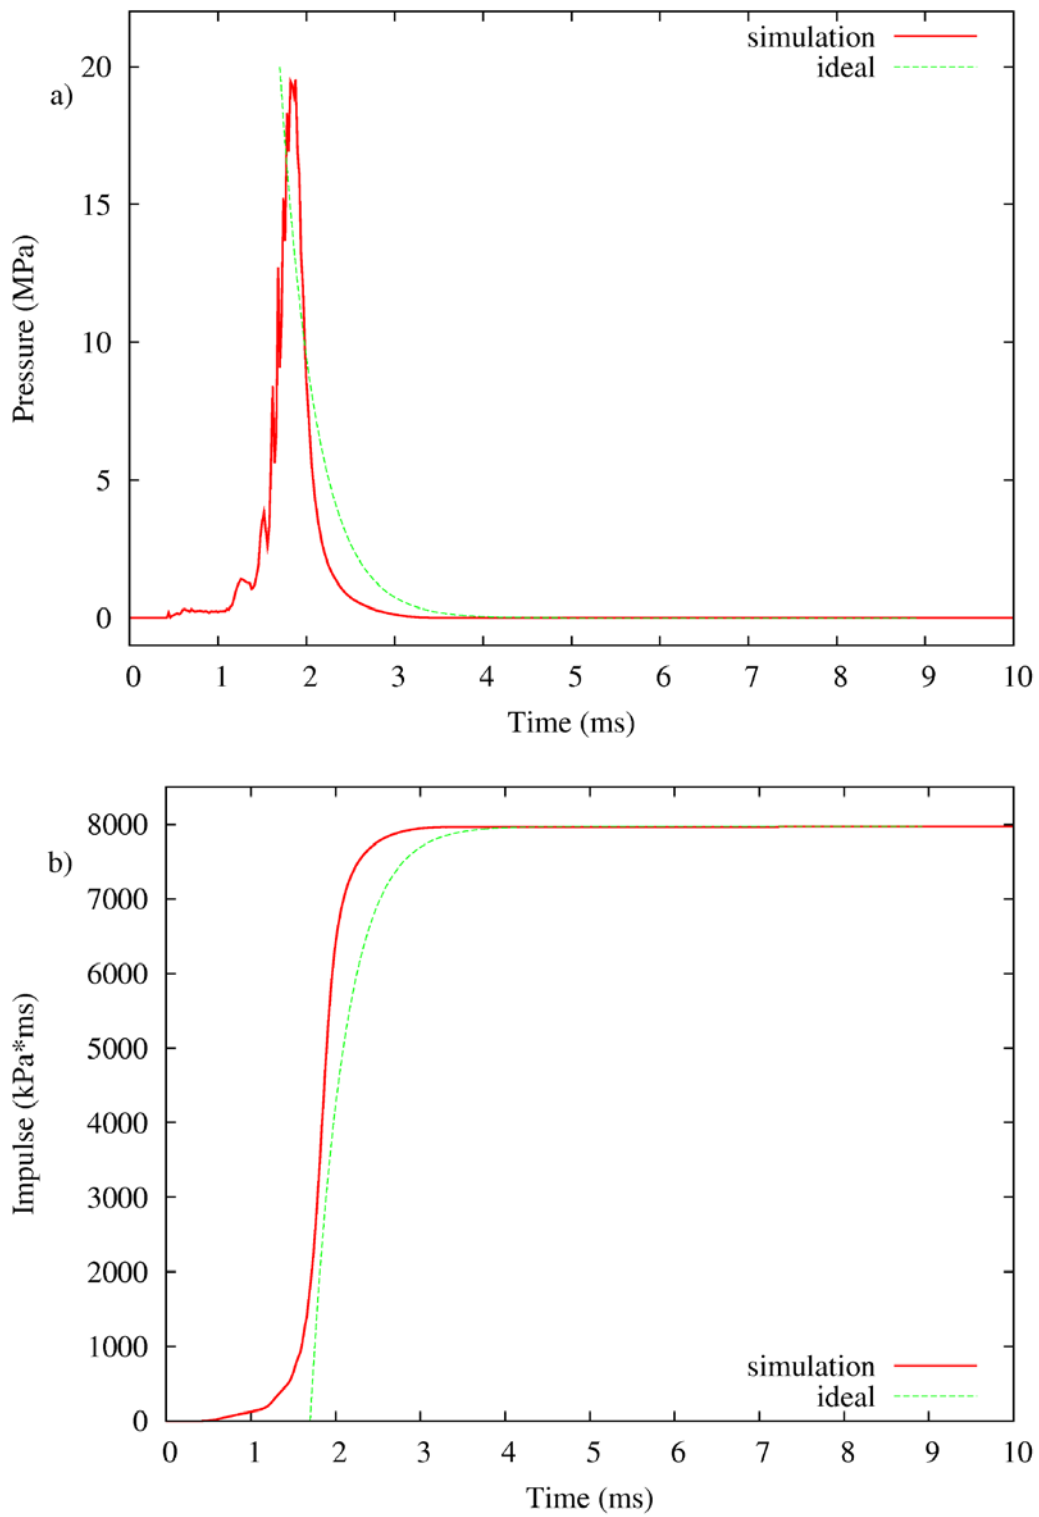 simulation
ideal
a)
20
15
10
5
0
Pressure (MPa)
0 1 2 3 4 5 6 7 8 9 10
Time (ms)
b)
8000
7000
6000
5000
4000
3000
2000
1000
0
Impulse (kPa*ms)
simulation
ideal
0 1 2 3 4 5 6 7 8 9 10
Time (ms)